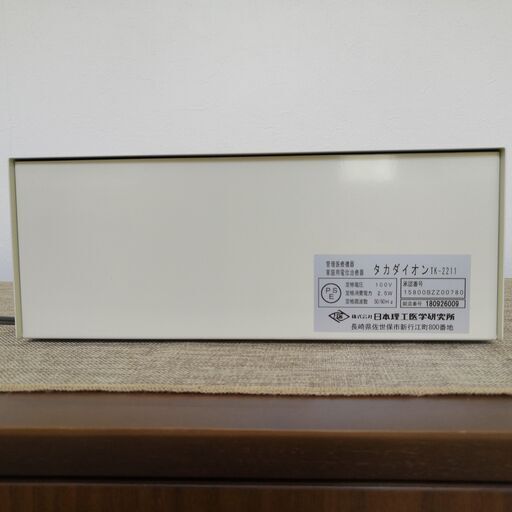 管理医療機器
家庭用電位治療器 タカダイオン TK-2211
PSE
定格電圧 100V
定格消費電力 2.5W
定格周波数 50/60Hz
承認番号
15800BZZ00780
製造番号 180926009
株式会社 日本理工医学研究所
長崎県佐世保市新行江町800番地